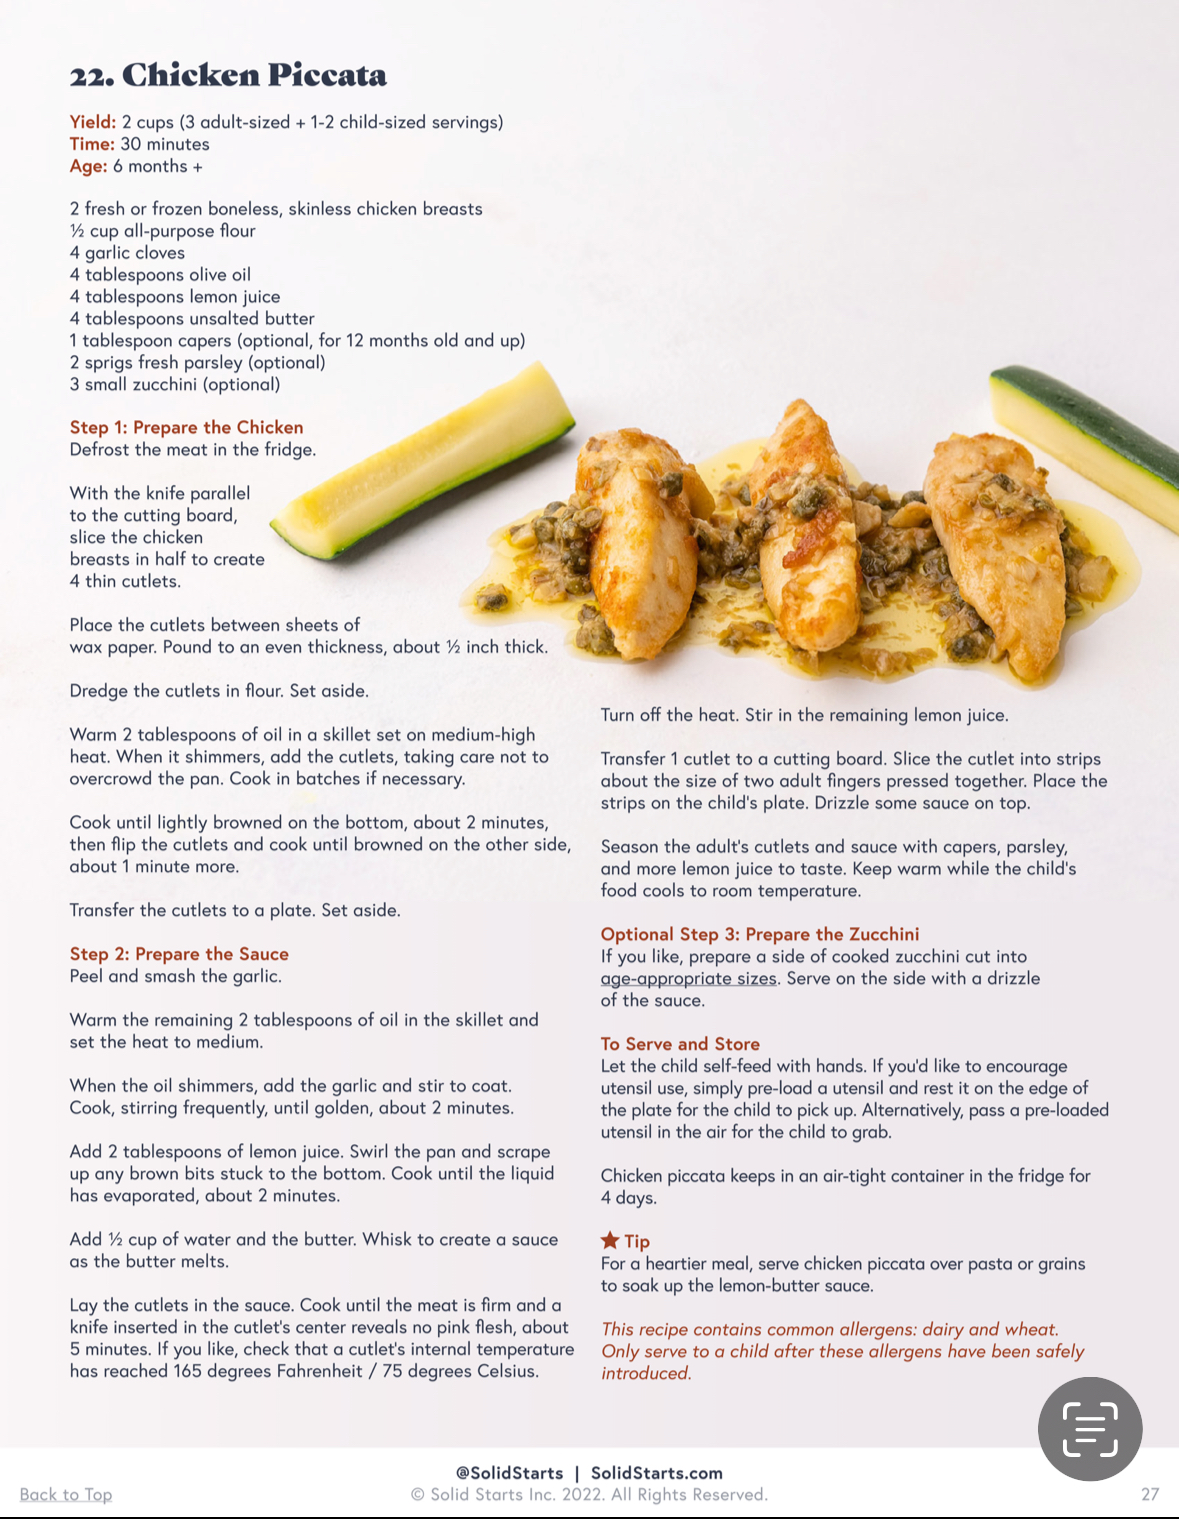 22. Chicken Piccata
Yield: 2 cups (3 adult-sized + 1-2 child-sized servings)
Time: 30 minutes
Age: 6 months +
2 fresh or frozen boneless, skinless chicken breasts
½ cup all-purpose flour
4 garlic cloves
4 tablespoons olive oil
4 tablespoons lemon juice
4 tablespoons unsalted butter
1 tablespoon capers (optional, for 12 months old and up)
2 sprigs fresh parsley (optional)
3 small zucchini (optional)
Step 1: Prepare the Chicken
Defrost the meat in the fridge.
With the knife parallel
to the cutting board,
slice the chicken
breasts in half to create
4 thin cutlets.
Place the cutlets between sheets of
wax paper. Pound to an even thickness, about ½ inch thick.
Dredge the cutlets in flour. Set aside.
Warm 2 tablespoons of oil in a skillet set on medium-high
heat. When it shimmers, add the cutlets, taking care not to
overcrowd the pan. Cook in batches if necessary.
Cook until lightly browned on the bottom, about 2 minutes,
then flip the cutlets and cook until browned on the other side,
about 1 minute more.
Transfer the cutlets to a plate. Set aside.
Step 2: Prepare the Sauce
Peel and smash the garlic.
Warm the remaining 2 tablespoons of oil in the skillet and
set the heat to medium.
When the oil shimmers, add the garlic and stir to coat.
Cook, stirring frequently, until golden, about 2 minutes.
Add 2 tablespoons of lemon juice. Swirl the pan and scrape
up any brown bits stuck to the bottom. Cook until the liquid
has evaporated, about 2 minutes.
Add ½ cup of water and the butter. Whisk to create a sauce
as the butter melts.
Lay the cutlets in the sauce. Cook until the meat is firm and a
knife inserted in the cutlet's center reveals no pink flesh, about
5 minutes. If you like, check that a cutlet's internal temperature
has reached 165 degrees Fahrenheit / 75 degrees Celsius.
Turn off the heat. Stir in the remaining lemon juice.
Transfer 1 cutlet to a cutting board. Slice the cutlet into strips
about the size of two adult fingers pressed together. Place the
strips on the child's plate. Drizzle some sauce on top.
Season the adult's cutlets and sauce with capers, parsley,
and more lemon juice to taste. Keep warm while the child's
food cools to room temperature.
Optional Step 3: Prepare the Zucchini
If you like, prepare a side of cooked zucchini cut into
age-appropriate sizes. Serve on the side with a drizzle
of the sauce.
To Serve and Store
Let the child self-feed with hands. If you'd like to encourage
utensil use, simply pre-load a utensil and rest it on the edge of
the plate for the child to pick up. Alternatively, pass a pre-loaded
utensil in the air for the child to grab.
Chicken piccata keeps in an air-tight container in the fridge for
4 days.
★ Tip
For a heartier meal, serve chicken piccata over pasta or grains
to soak up the lemon-butter sauce.
This recipe contains common allergens: dairy and wheat.
Only serve to a child after these allergens have been safely
introduced.
@SolidStarts | SolidStarts.com
Back to Top
© Solid Starts Inc. 2022. All Rights Reserved.
27